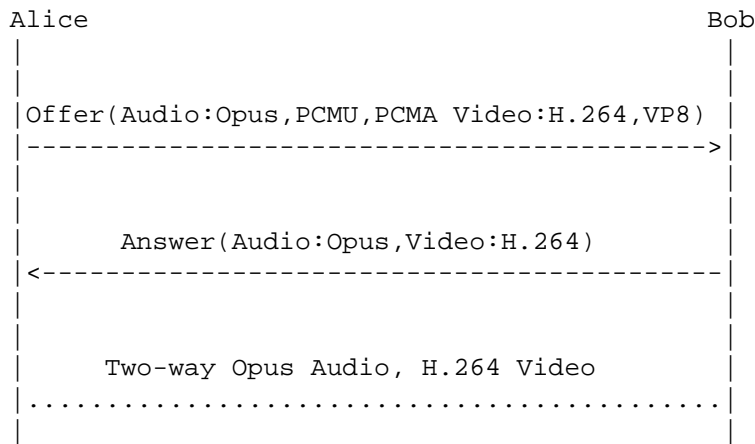 Alice Bob
Offer(Audio:Opus,PCMU,PCMA Video:H.264,VP8)
Answer(Audio:Opus,Video:H.264)
Two-way Opus Audio, H.264 Video